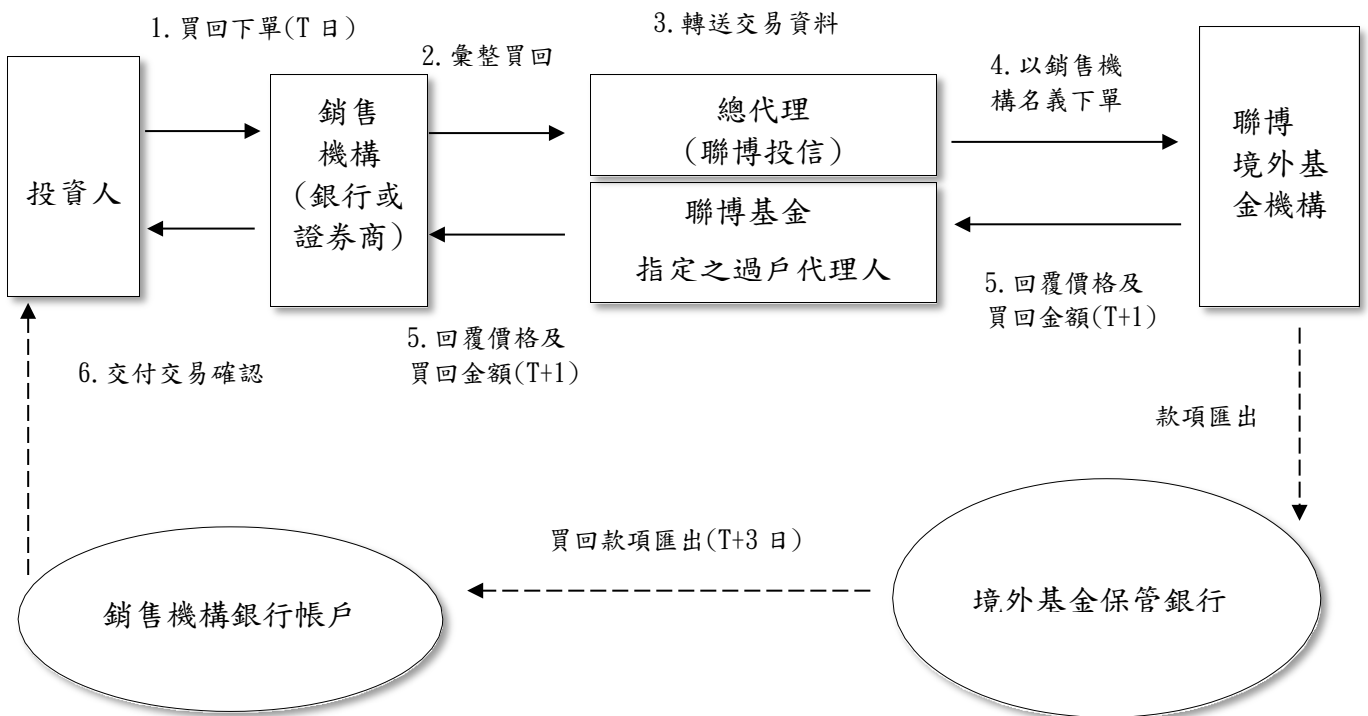 1.買回下單(T 日)
2.彙整買回
3.轉送交易資料
4.以銷售機
構名義下單
投資人
銷售
機構
(銀行或
證券商)
總代理
(聯博投信)
聯博基金
指定之過戶代理人
聯博
境外基
金機構
5.回覆價格及
買回金額(T+1)
5.回覆價格及
買回金額(T+1)
6.交付交易確認
款項匯出
買回款項匯出(T+3 日)
銷售機構銀行帳戶
境外基金保管銀行